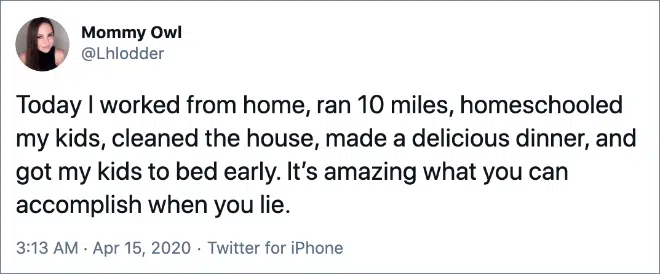 Mommy Owl
@Lhlodder
Today I worked from home, ran 10 miles, homeschooled
my kids, cleaned the house, made a delicious dinner, and
got my kids to bed early. It's amazing what you can
accomplish when you lie.
3:13 AM · Apr 15, 2020 · Twitter for iPhone